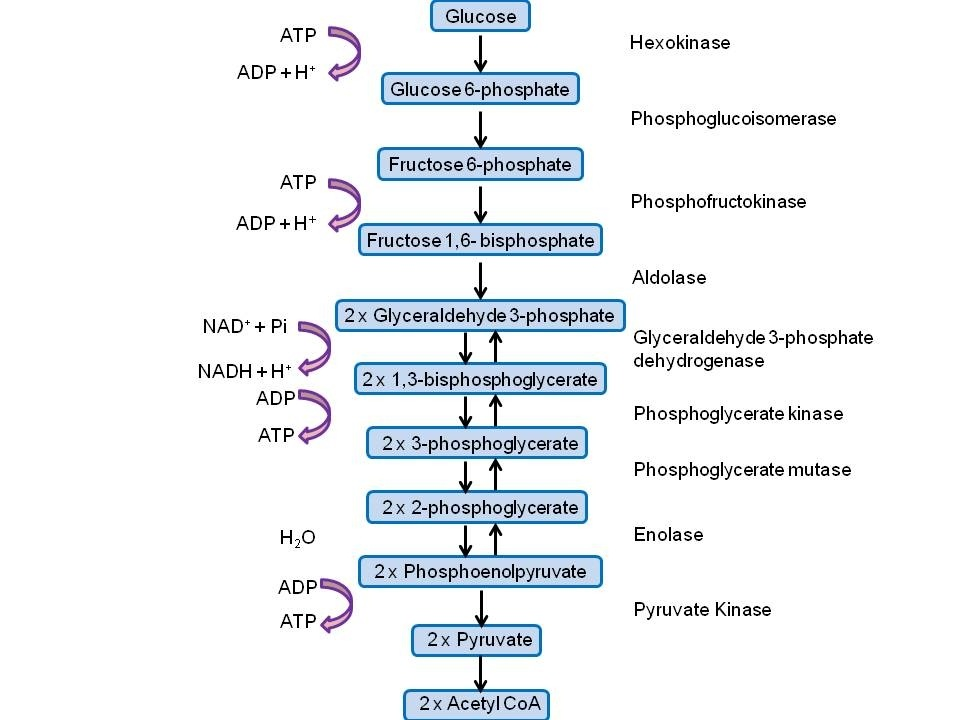 Glucose
ATP
Hexokinase
ADP + H⁺
Glucose 6-phosphate
Phosphoglucoisomerase
Fructose 6-phosphate
ATP
Phosphofructokinase
ADP + H⁺
Fructose 1,6- bisphosphate
Aldolase
2 x Glyceraldehyde 3-phosphate
NAD⁺ + Pi
Glyceraldehyde 3-phosphate
dehydrogenase
NADH + H⁺
2 x 1,3-bisphosphoglycerate
ADP
Phosphoglycerate kinase
ATP
2 x 3-phosphoglycerate
Phosphoglycerate mutase
2 x 2-phosphoglycerate
H₂O
Enolase
2 x Phosphoenolpyruvate
ADP
Pyruvate Kinase
ATP
2 x Pyruvate
2 x Acetyl CoA